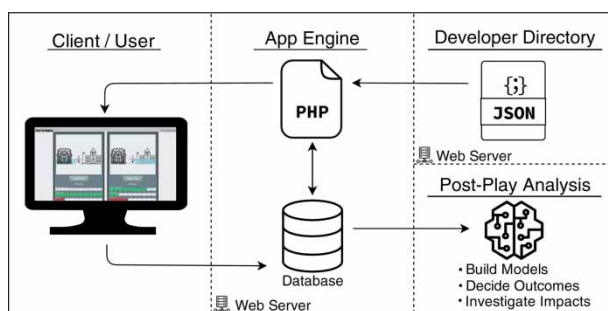 Client / User
App Engine
Developer Directory
PHP
{;}
JSON
Web Server
Post-Play Analysis
Database
• Build Models
• Decide Outcomes
• Investigate Impacts
Web Server